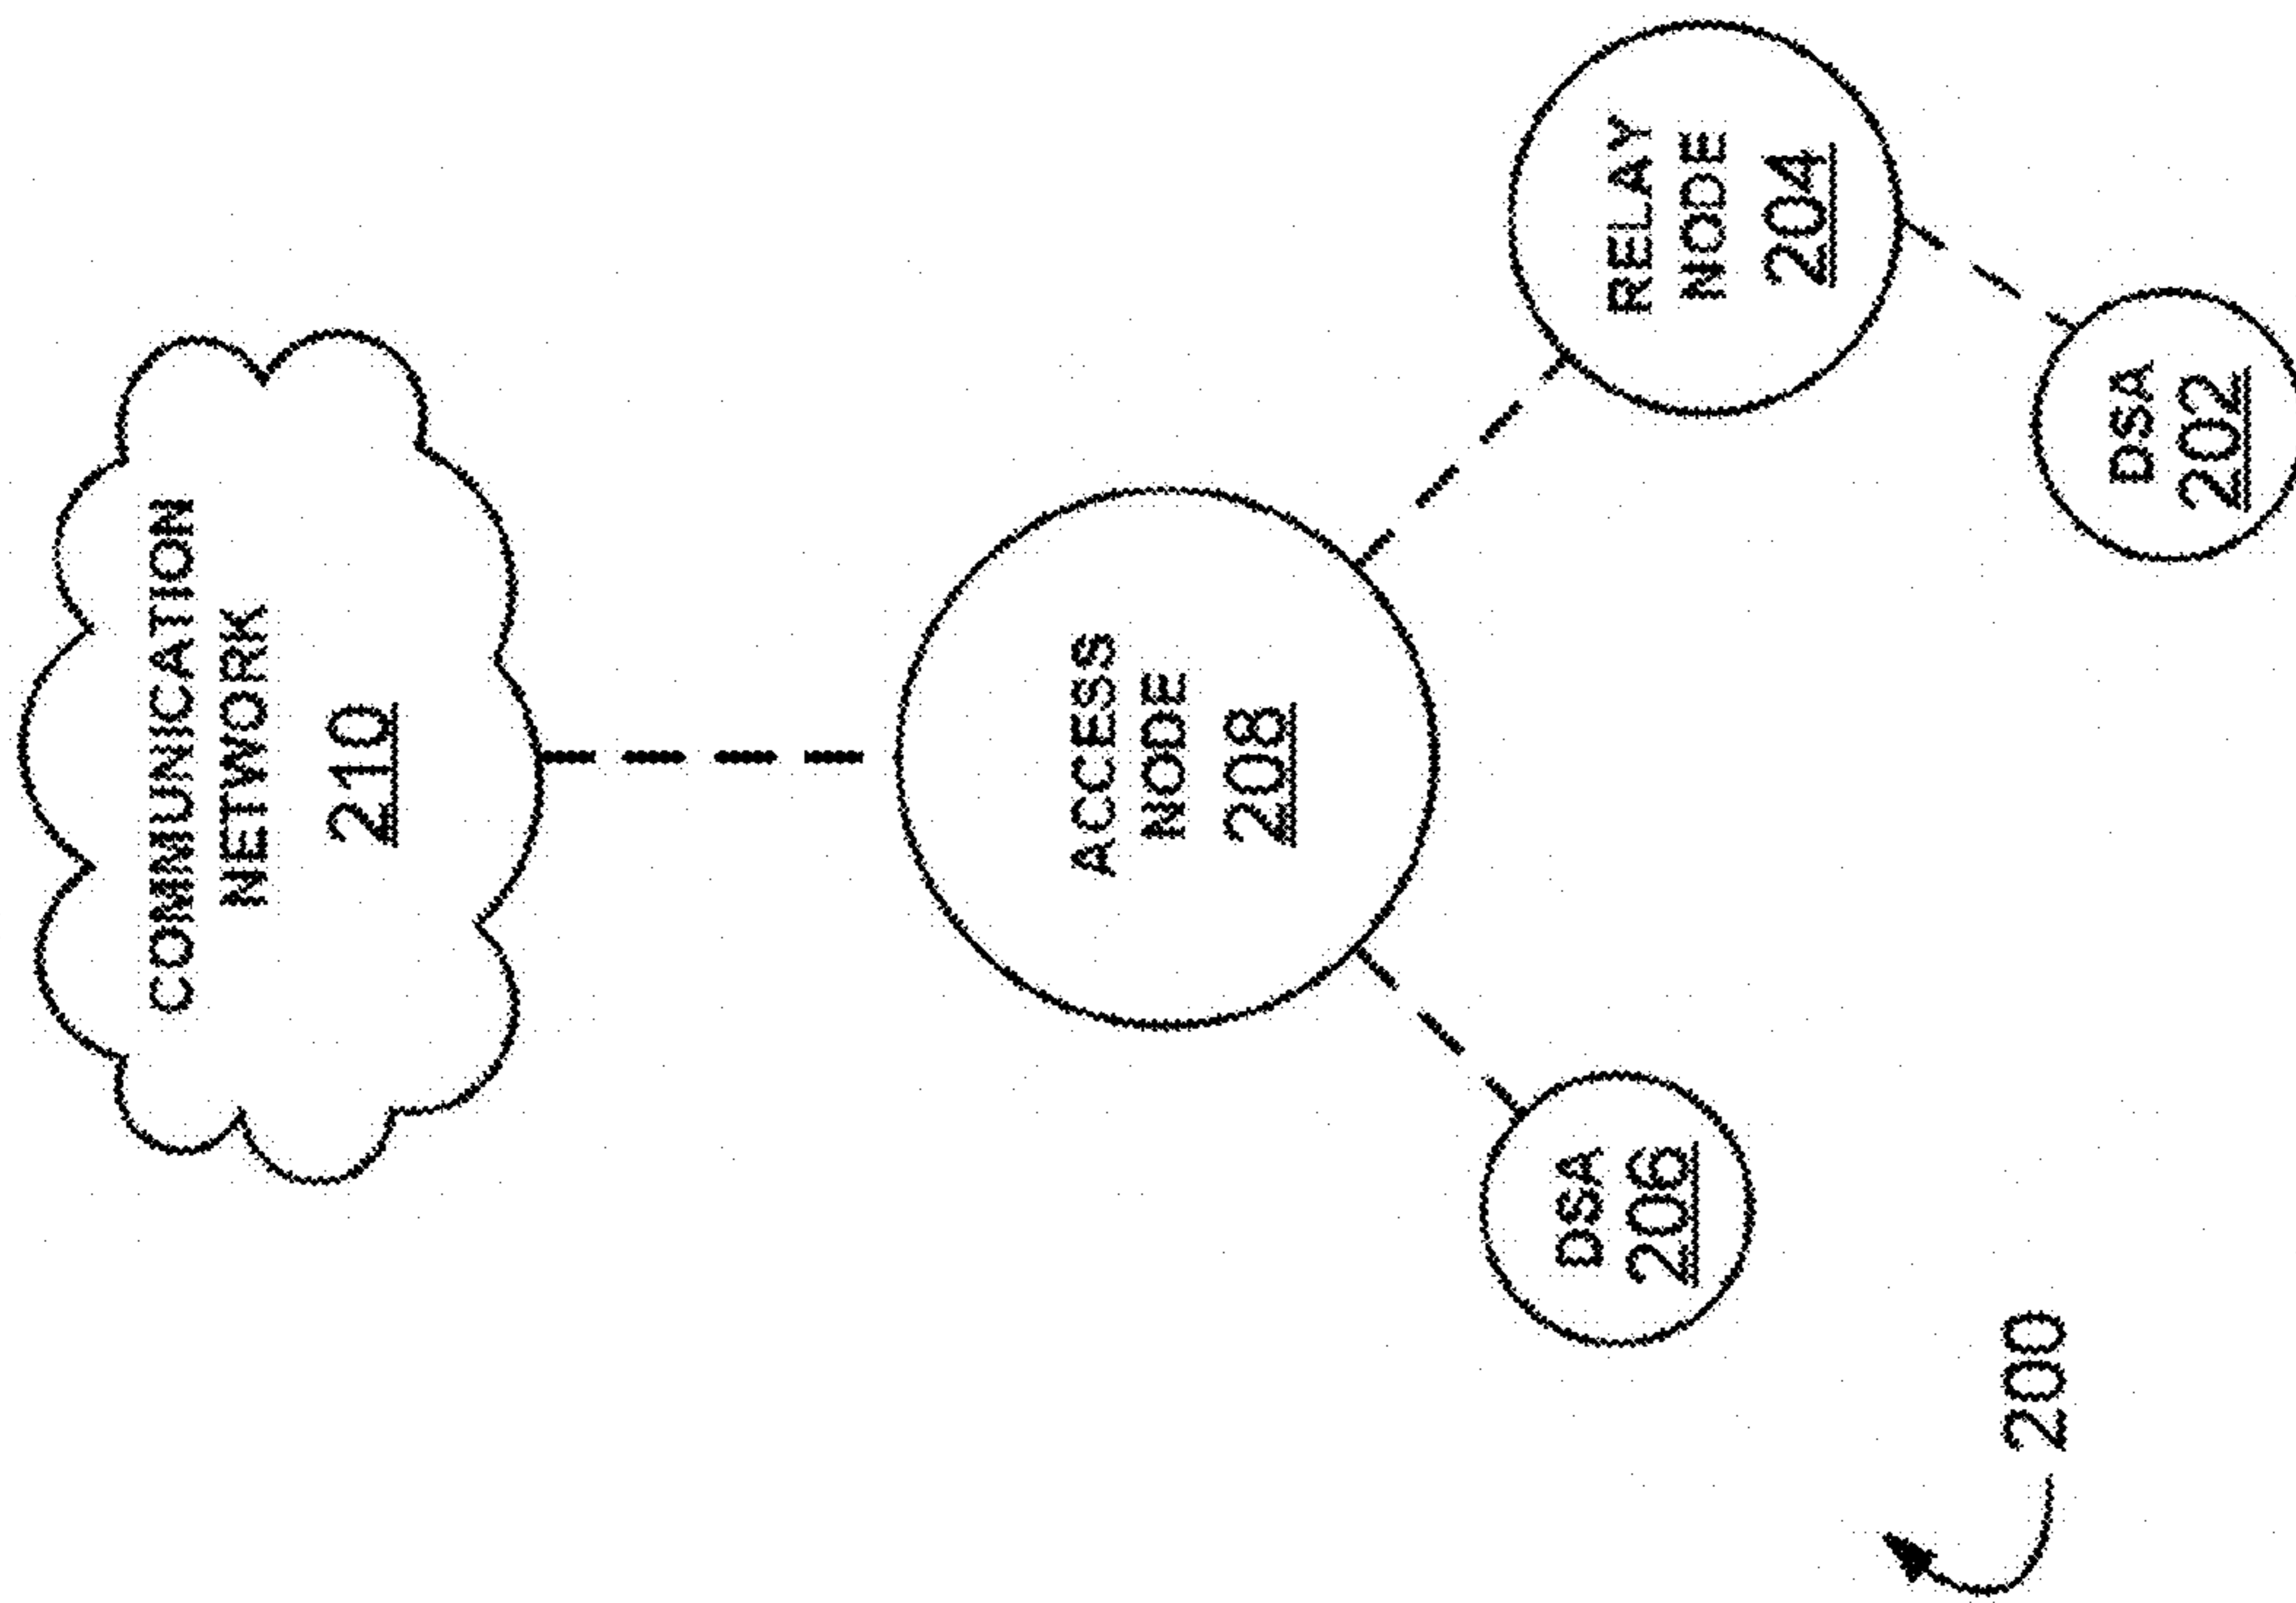 COMMUNICATION
NETWORK
210
ACCESS
NODE
208
DSA
206
RELAY
NODE
204
DSA
202
200